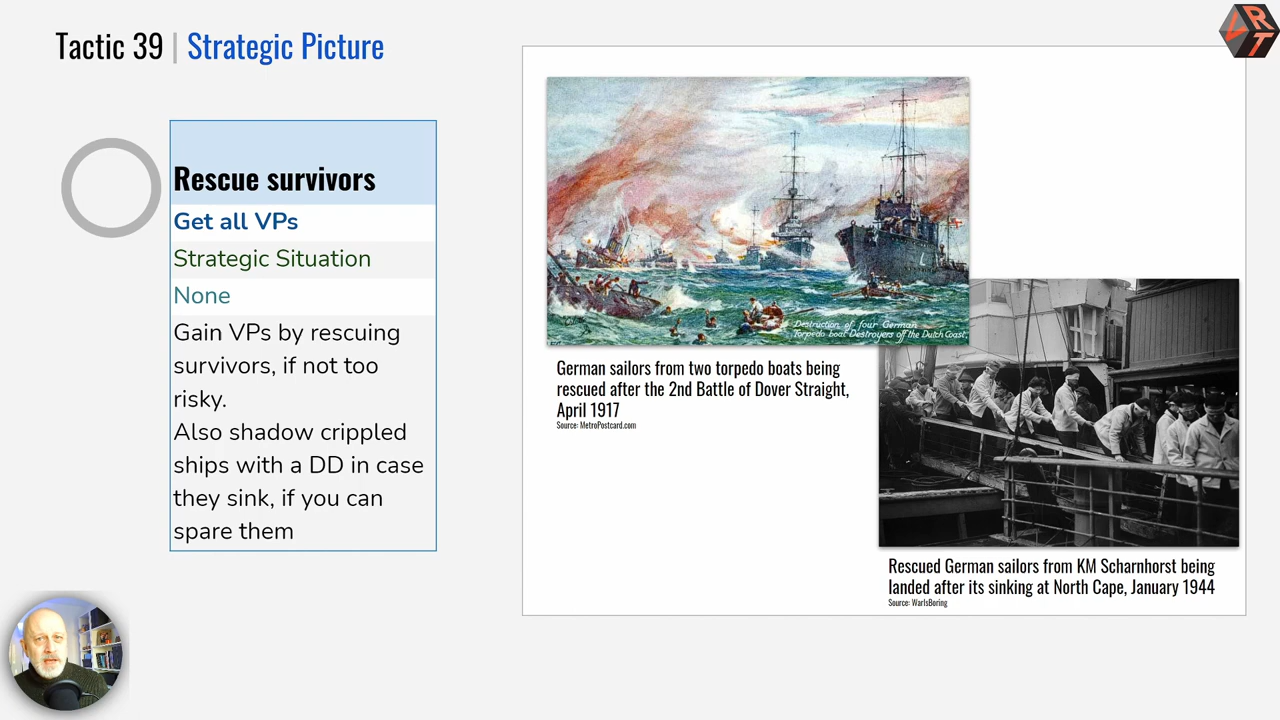 Tactic 39 | Strategic Picture
Rescue survivors
Get all VPs
Strategic Situation
None
Gain VPs by rescuing
survivors, if not too
risky.
Also shadow crippled
ships with a DD in case
they sink, if you can
spare them
Destruction of four German
Torpedo boat Destroyers off the Dutch Coast.
German sailors from two torpedo boats being
rescued after the 2nd Battle of Dover Straight,
April 1917
Source: MetroPostcard.com
Rescued German sailors from KM Scharnhorst being
landed after its sinking at North Cape, January 1944
Source: WarIsBoring
RT